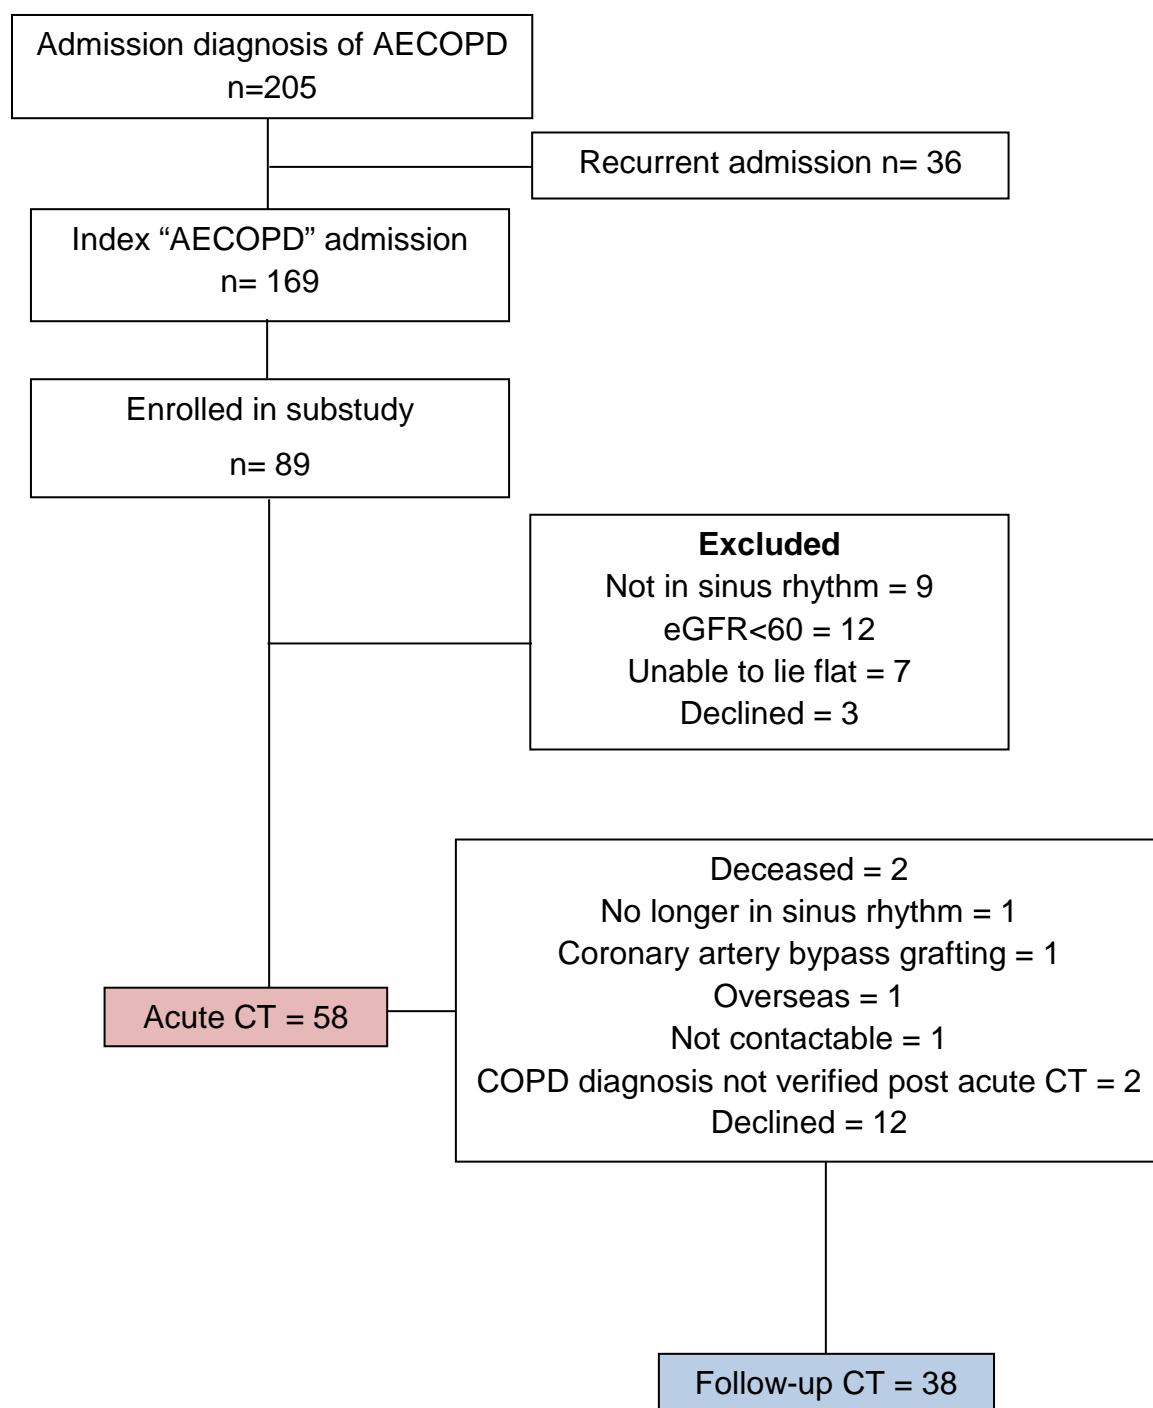 Admission diagnosis of AECOPD
n=205
Recurrent admission n= 36
Index “AECOPD” admission
n= 169
Enrolled in substudy
n= 89
Excluded
Not in sinus rhythm = 9
eGFR<60 = 12
Unable to lie flat = 7
Declined = 3
Acute CT = 58
Deceased = 2
No longer in sinus rhythm = 1
Coronary artery bypass grafting = 1
Overseas = 1
Not contactable = 1
COPD diagnosis not verified post acute CT = 2
Declined = 12
Follow-up CT = 38